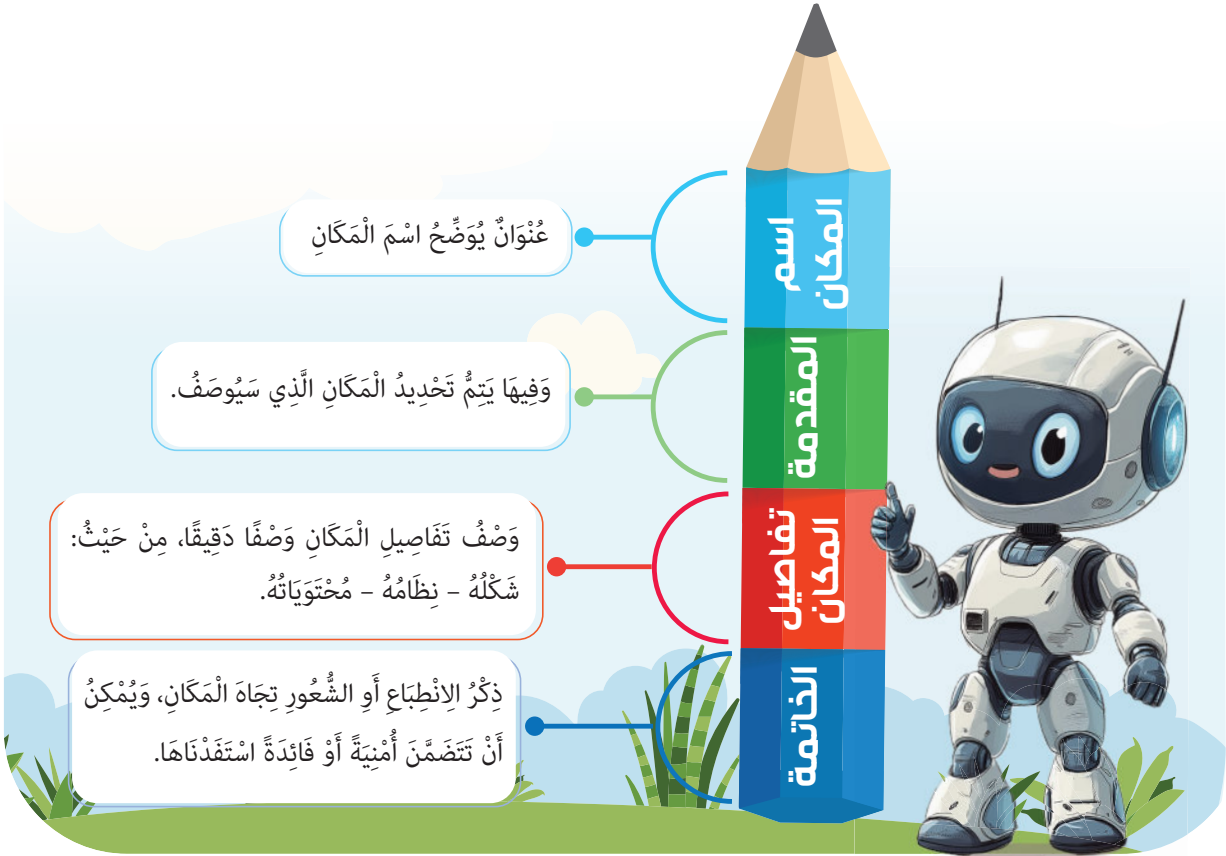 اسم
المكان
عُنْوَانٌ يُوَضِّحُ اسْمَ الْمَكَانِ
المقدمة
وَفِيهَا يَتِمُّ تَحْدِيدُ الْمَكَانِ الَّذِي سَيُوصَفُ.
تفاصيل
المكان
وَصْفُ تَفَاصِيلِ الْمَكَانِ وَصْفًا دَقِيقًا، مِنْ حَيْثُ:
شَكْلُهُ – نِظَامُهُ – مُحْتَوَيَاتُهُ.
الخاتمة
ذِكْرُ الِانْطِبَاعِ أَوِ الشُّعُورِ تِجَاهَ الْمَكَانِ، وَيُمْكِنُ
أَنْ تَتَضَمَّنَ أُمْنِيَةً أَوْ فَائِدَةً اسْتَفَدْنَاهَا.